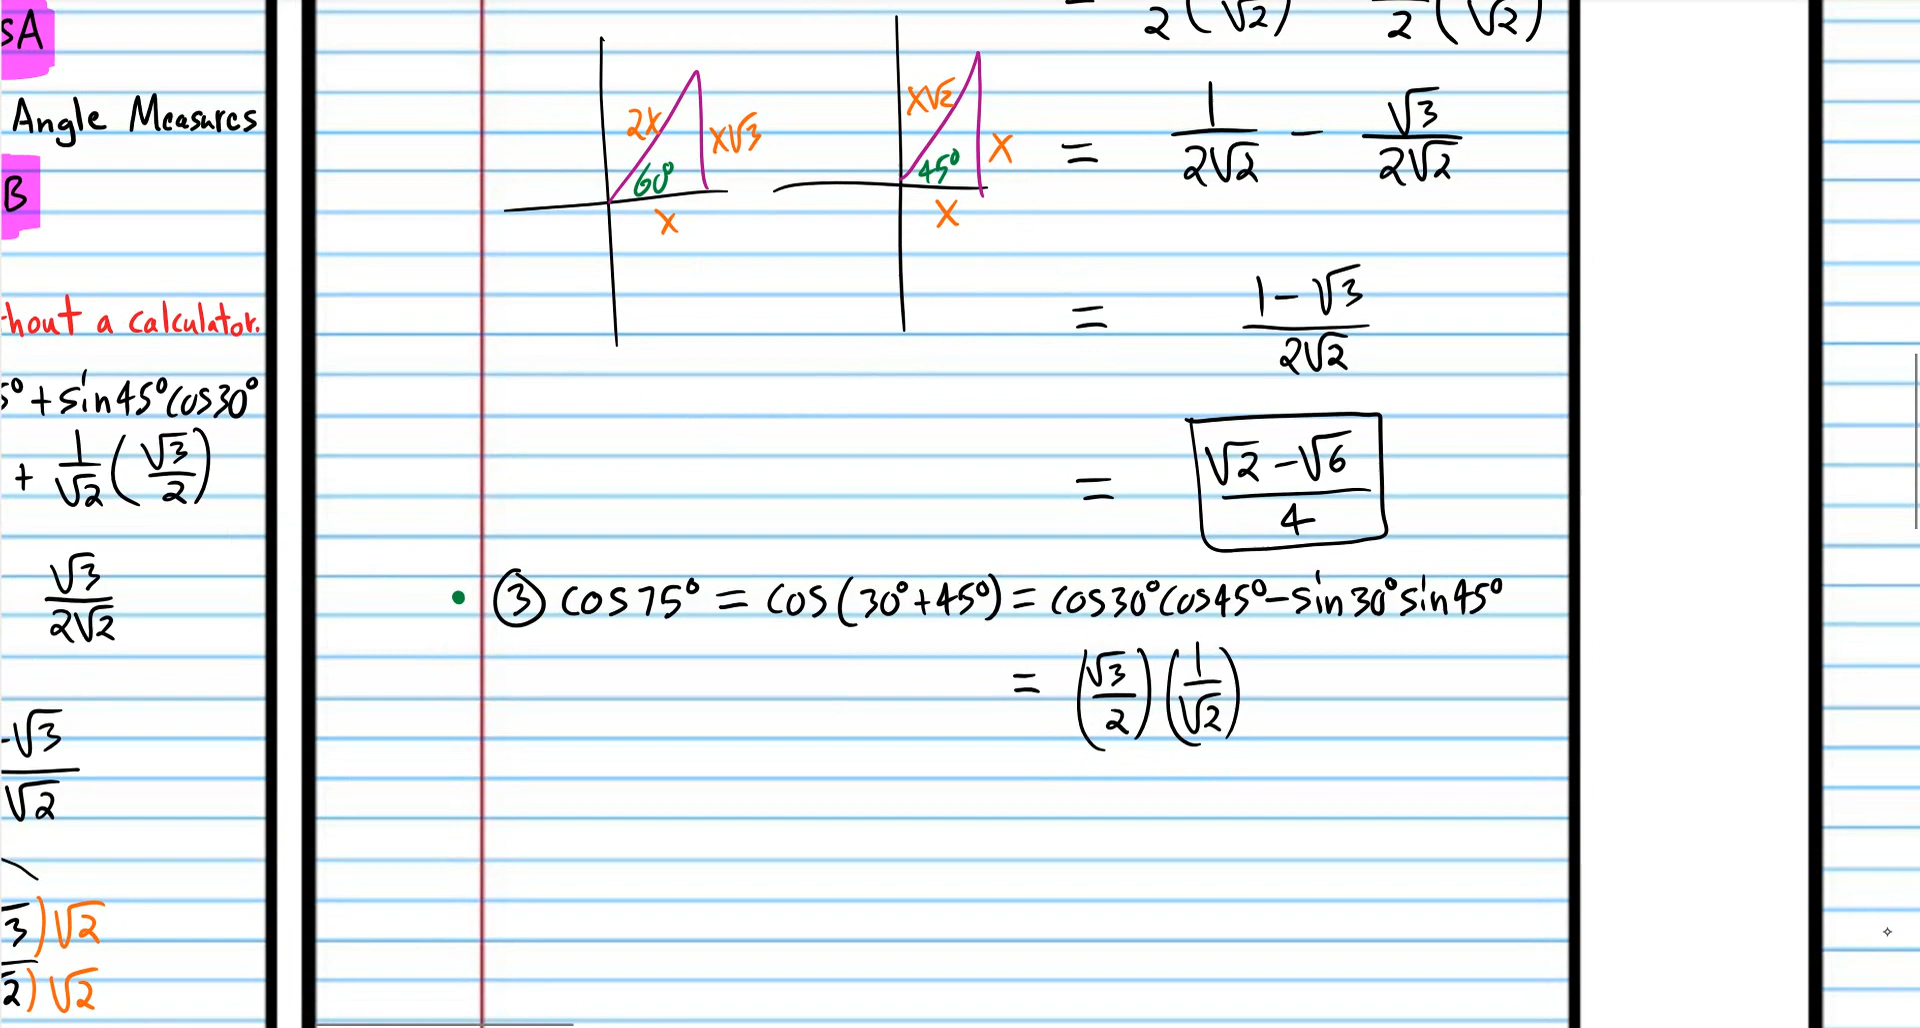 sA
Angle Measures
B
thout a calculator.
5° + sin45°cos30°
+ 1/√2 (√3/2)
√3/2√2
-√3/√2
3)√2
2)√2
= 2(√2) 2(√2)
2x x√3 60° x
x√2 x 45° x
= 1/2√2 − √3/2√2
= 1−√3/2√2
= √2−√6/4
③ cos75° = cos(30°+45°) = cos30°cos45°−sin30°sin45°
= (√3/2)(1/√2)